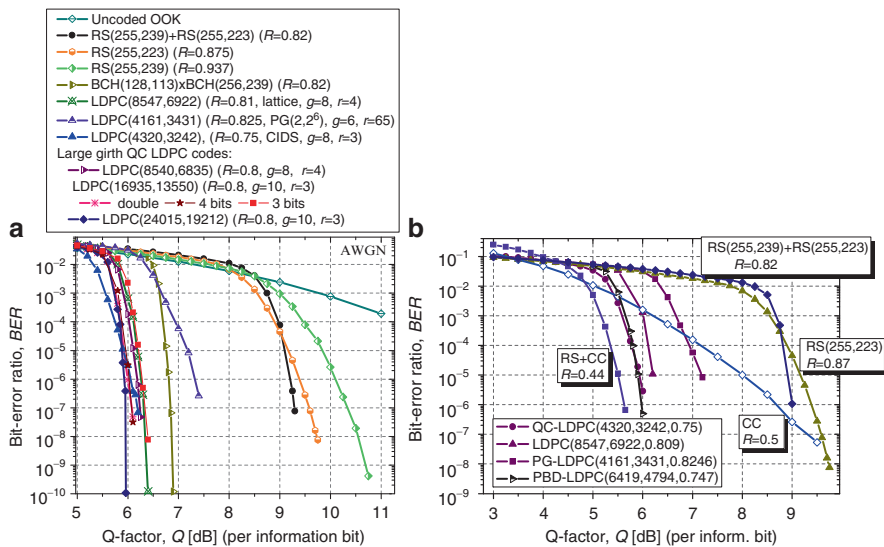 Uncoded OOK
RS(255,239)+RS(255,223) (R=0.82)
RS(255,223) (R=0.875)
RS(255,239) (R=0.937)
BCH(128,113)xBCH(256,239) (R=0.82)
LDPC(8547,6922) (R=0.81, lattice, g=8, r=4)
LDPC(4161,3431) (R=0.825, PG(2,2⁶), g=6, r=65)
LDPC(4320,3242), (R=0.75, CIDS, g=8, r=3)
Large girth QC LDPC codes:
LDPC(8540,6835) (R=0.8, g=8, r=4)
LDPC(16935,13550) (R=0.8, g=10, r=3)
double 4 bits 3 bits
LDPC(24015,19212) (R=0.8, g=10, r=3)
a
AWGN
10⁻²
10⁻³
10⁻⁴
10⁻⁵
10⁻⁶
10⁻⁷
10⁻⁸
10⁻⁹
10⁻¹⁰
Bit-error ratio, BER
5 6 7 8 9 10 11
Q-factor, Q [dB] (per information bit)
b
RS(255,239)+RS(255,223)
R=0.82
RS(255,223)
R=0.87
RS+CC
R=0.44
CC
R=0.5
QC-LDPC(4320,3242,0.75)
LDPC(8547,6922,0.809)
PG-LDPC(4161,3431,0.8246)
PBD-LDPC(6419,4794,0.747)
10⁻¹
10⁻²
10⁻³
10⁻⁴
10⁻⁵
10⁻⁶
10⁻⁷
10⁻⁸
10⁻⁹
Bit-error ratio, BER
3 4 5 6 7 8 9
Q-factor, Q [dB] (per inform. bit)